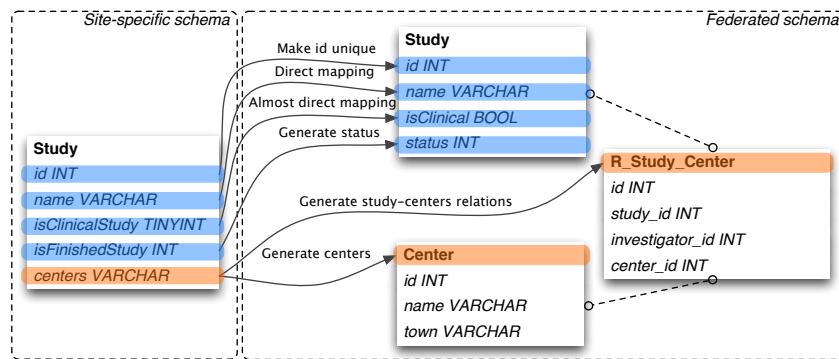 Site-specific schema
Federated schema
Study
id INT
name VARCHAR
isClinicalStudy TINYINT
isFinishedStudy INT
centers VARCHAR
Make id unique
Direct mapping
Almost direct mapping
Generate status
Generate study-centers relations
Generate centers
Study
id INT
name VARCHAR
isClinical BOOL
status INT
Center
id INT
name VARCHAR
town VARCHAR
R_Study_Center
id INT
study_id INT
investigator_id INT
center_id INT